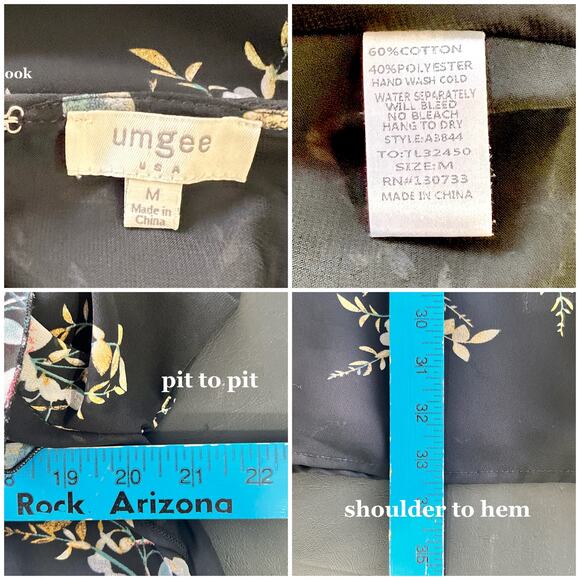 ook
umgee
USA
M
Made in
China
60%COTTON
40%POLYESTER
HAND WASH COLD
WATER SEPARATELY
WILL BLEED
NO BLEACH
HANG TO DRY
STYLE:A3844
TO:TL32450
SIZE:M
RN#130733
MADE IN CHINA
pit to pit
8 19 20 21 22
Rock Arizona
30
31
32
33
shoulder to hem
35